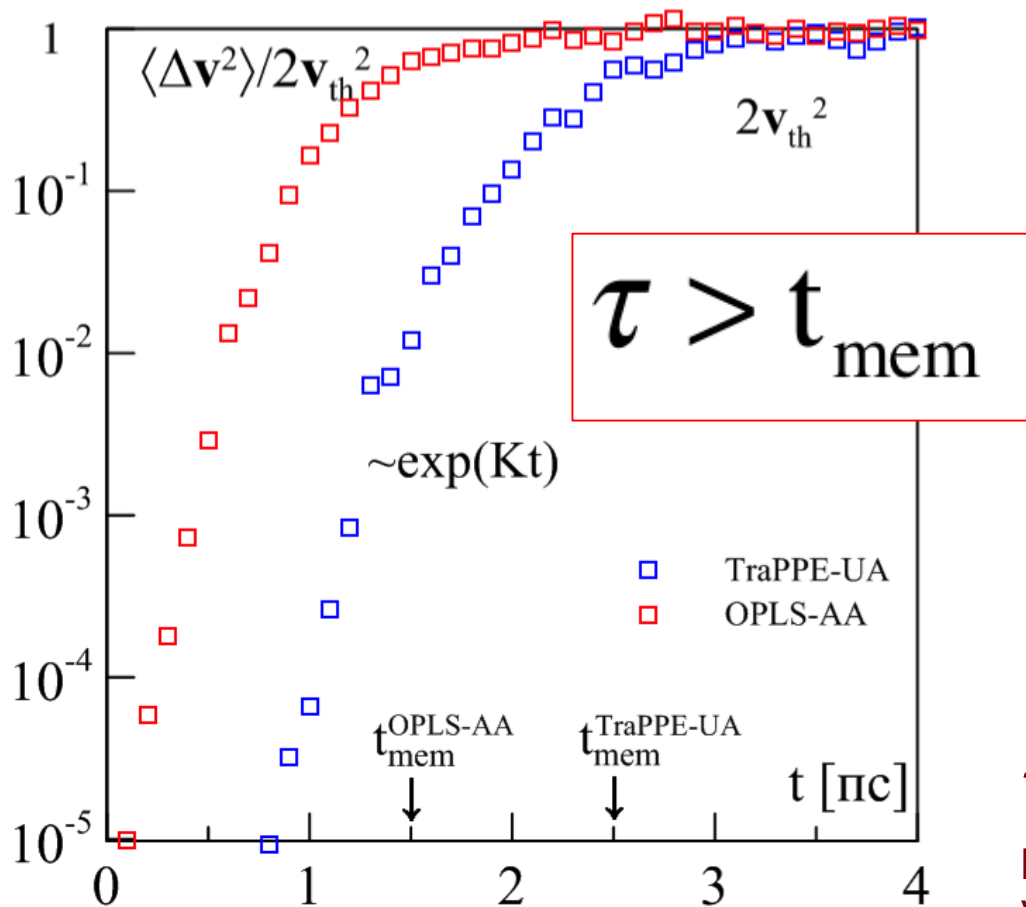 1
⟨Δv²⟩/2v_th²
2v_th²
10⁻¹
τ > t_mem
10⁻²
~exp(Kt)
10⁻³
TraPPE-UA
OPLS-AA
10⁻⁴
t_mem^OPLS-AA t_mem^TraPPE-UA
t [пс]
10⁻⁵
0 1 2 3 4